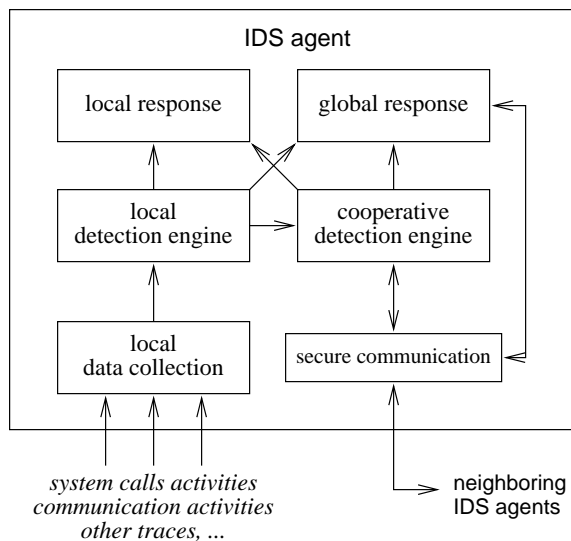 IDS agent
local response
global response
local
detection engine
cooperative
detection engine
local
data collection
secure communication
system calls activities
communication activities
other traces, ...
neighboring
IDS agents